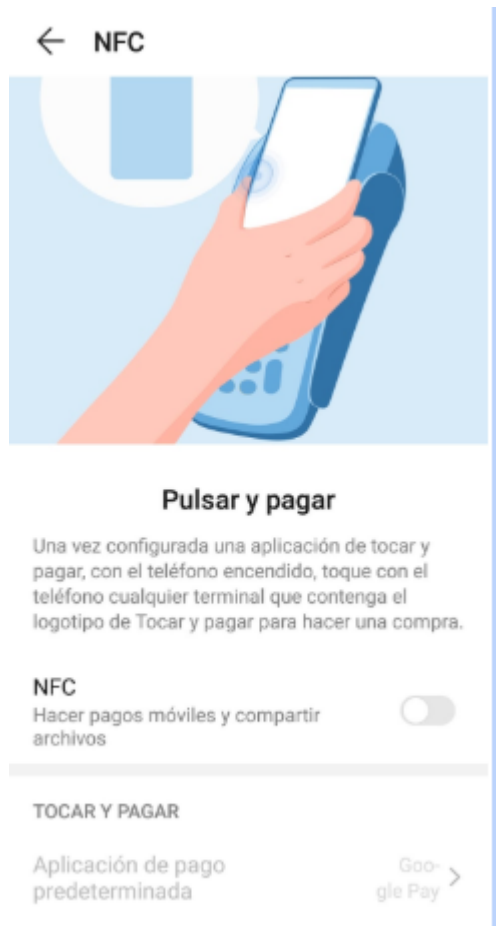 NFC
Pulsar y pagar
Una vez configurada una aplicación de tocar y
pagar, con el teléfono encendido, toque con el
teléfono cualquier terminal que contenga el
logotipo de Tocar y pagar para hacer una compra.
NFC
Hacer pagos móviles y compartir
archivos
TOCAR Y PAGAR
Aplicación de pago
predeterminada
Goo-
gle Pay